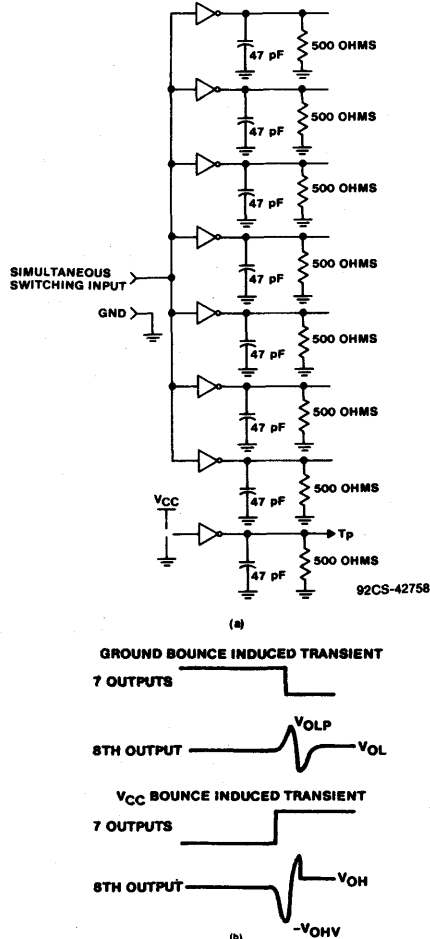 500 OHMS
47 pF
500 OHMS
47 pF
500 OHMS
47 pF
500 OHMS
47 pF
SIMULTANEOUS
SWITCHING INPUT
GND
500 OHMS
47 pF
500 OHMS
47 pF
500 OHMS
47 pF
VCC
Tp
500 OHMS
47 pF
92CS-42758
(a)
GROUND BOUNCE INDUCED TRANSIENT
7 OUTPUTS
VOLP
8TH OUTPUT
VOL
VCC BOUNCE INDUCED TRANSIENT
7 OUTPUTS
8TH OUTPUT
VOH
-VOHV
(b)